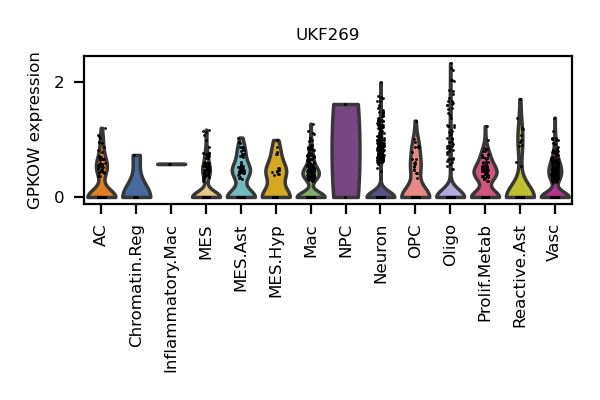 UKF269
GPKOW expression
2
0
AC
Chromatin.Reg
Inflammatory.Mac
MES
MES.Ast
MES.Hyp
Mac
NPC
Neuron
OPC
Oligo
Prolif.Metab
Reactive.Ast
Vasc